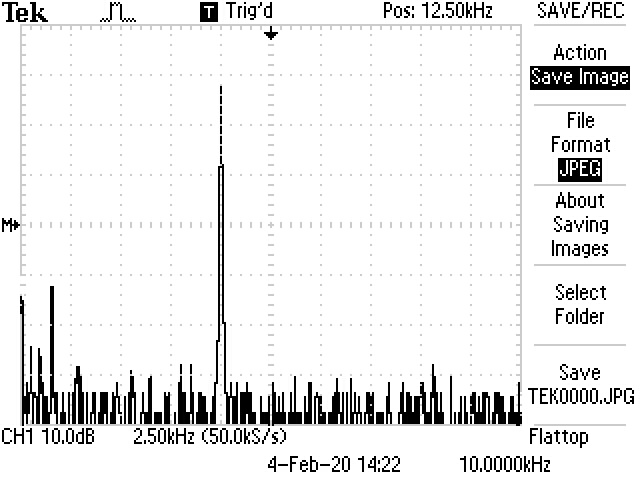 Tek T Trig'd Pos: 12.50kHz SAVE/REC
Action
Save Image
File
Format
JPEG
About
Saving
Images
M
Select
Folder
Save
TEK0000.JPG
CH1 10.0dB 2.50kHz (50.0kS/s) Flattop
4-Feb-20 14:22 10.0000kHz